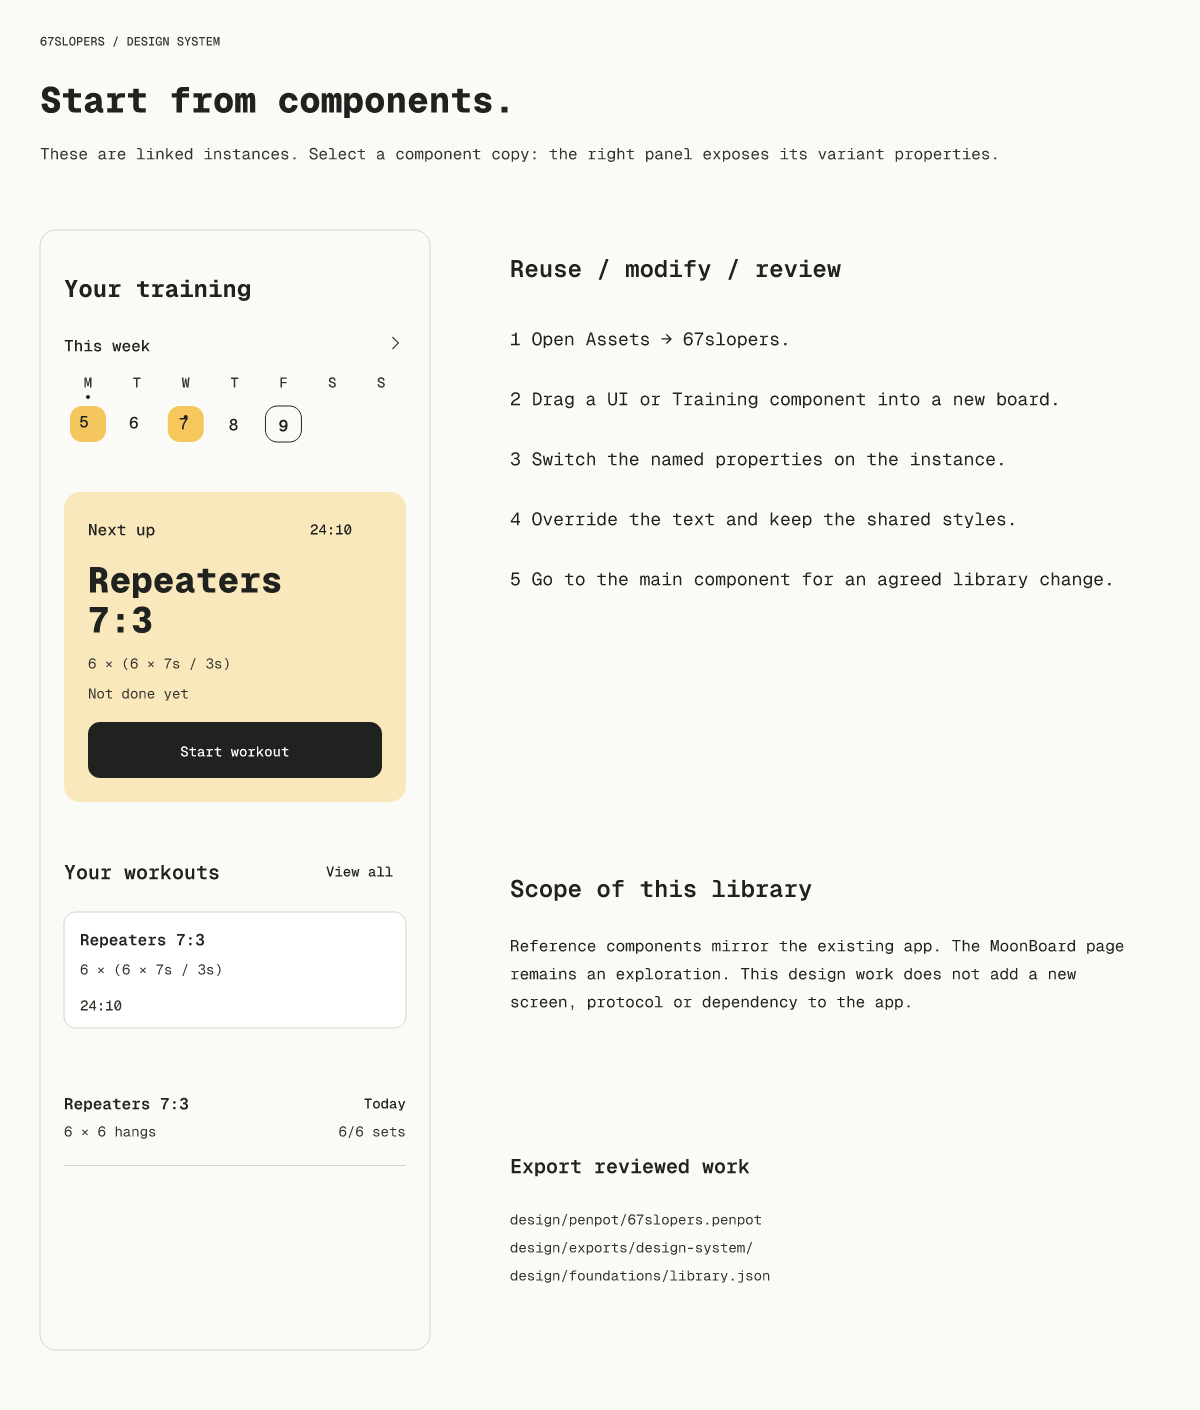 67SLOPERS / DESIGN SYSTEM
Start from components.
These are linked instances. Select a component copy: the right panel exposes its variant properties.
Your training
This week
M T W T F S S
5 6 7 8 9
Next up 24:10
Repeaters
7:3
6 × (6 × 7s / 3s)
Not done yet
Start workout
Your workouts View all
Repeaters 7:3
6 × (6 × 7s / 3s)
24:10
Repeaters 7:3 Today
6 × 6 hangs 6/6 sets
Reuse / modify / review
1 Open Assets → 67slopers.
2 Drag a UI or Training component into a new board.
3 Switch the named properties on the instance.
4 Override the text and keep the shared styles.
5 Go to the main component for an agreed library change.
Scope of this library
Reference components mirror the existing app. The MoonBoard page
remains an exploration. This design work does not add a new
screen, protocol or dependency to the app.
Export reviewed work
design/penpot/67slopers.penpot
design/exports/design-system/
design/foundations/library.json